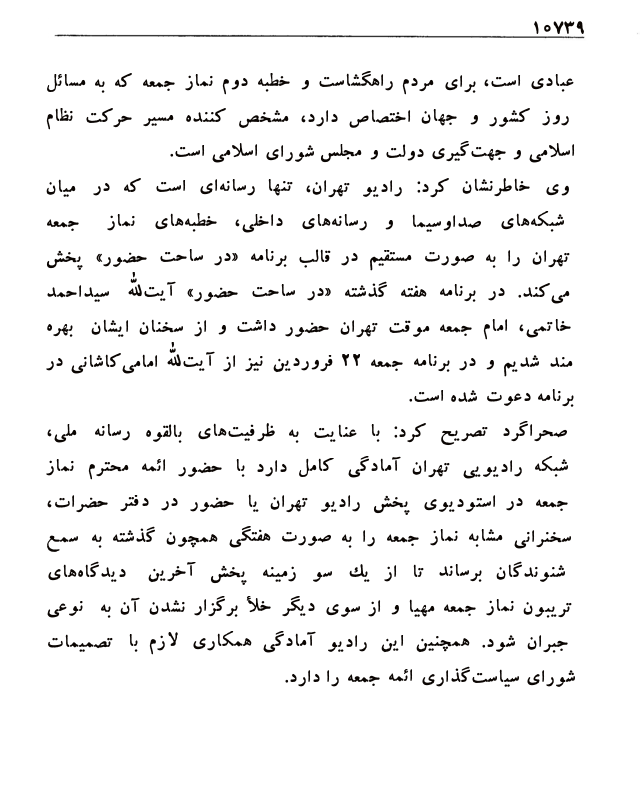 ۱۰۷۳۹
عبادی است، برای مردم راهگشاست و خطبه دوم نماز جمعه که به مسائل
روز کشور و جهان اختصاص دارد، مشخص کننده مسیر حرکت نظام
اسلامی و جهت‌گیری دولت و مجلس شورای اسلامی است.
وی خاطرنشان کرد: رادیو تهران، تنها رسانه‌ای است که در میان
شبکه‌های صداوسیما و رسانه‌های داخلی، خطبه‌های نماز جمعه
تهران را به صورت مستقیم در قالب برنامه «در ساحت حضور» پخش
می‌کند. در برنامه هفته گذشته «در ساحت حضور» آیت‌الله سیداحمد
خاتمی، امام جمعه موقت تهران حضور داشت و از سخنان ایشان بهره
مند شدیم و در برنامه جمعه ۲۲ فروردین نیز از آیت‌الله امامی‌کاشانی در
برنامه دعوت شده است.
صحراگرد تصریح کرد: با عنایت به ظرفیت‌های بالقوه رسانه ملی،
شبکه رادیویی تهران آمادگی کامل دارد با حضور ائمه محترم نماز
جمعه در استودیوی پخش رادیو تهران یا حضور در دفتر حضرات،
سخنرانی مشابه نماز جمعه را به صورت هفتگی همچون گذشته به سمع
شنوندگان برساند تا از یك سو زمینه پخش آخرین دیدگاه‌های
تریبون نماز جمعه مهیا و از سوی دیگر خلأ برگزار نشدن آن به نوعی
جبران شود. همچنین این رادیو آمادگی همکاری لازم با تصمیمات
شورای سیاست‌گذاری ائمه جمعه را دارد.